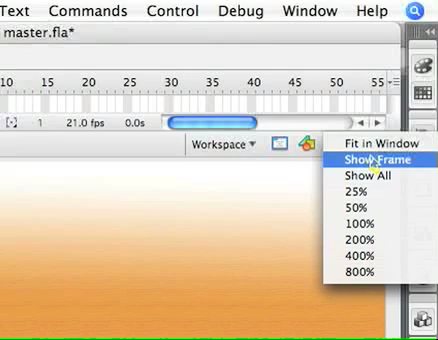 Text Commands Control Debug Window Help
master.fla*
10 15 20 25 30 35 40 45 50 55
1 21.0 fps 0.0s
Workspace
Fit in Window
Show Frame
Show All
25%
50%
100%
200%
400%
800%